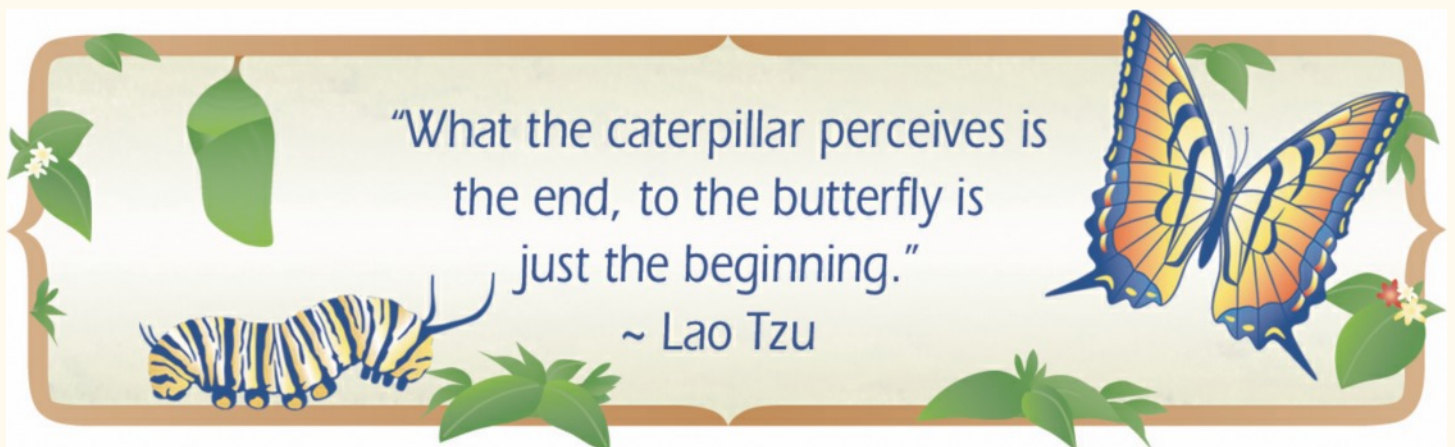 “What the caterpillar perceives is
the end, to the butterfly is
just the beginning.”
~ Lao Tzu